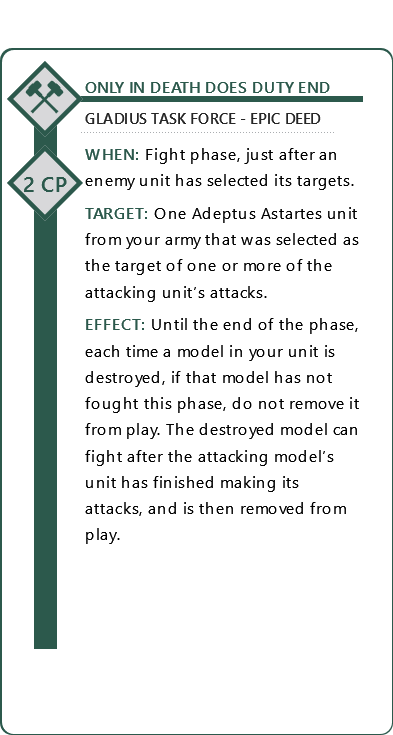 ONLY IN DEATH DOES DUTY END
GLADIUS TASK FORCE - EPIC DEED
2 CP
WHEN: Fight phase, just after an
enemy unit has selected its targets.
TARGET: One Adeptus Astartes unit
from your army that was selected as
the target of one or more of the
attacking unit's attacks.
EFFECT: Until the end of the phase,
each time a model in your unit is
destroyed, if that model has not
fought this phase, do not remove it
from play. The destroyed model can
fight after the attacking model's
unit has finished making its
attacks, and is then removed from
play.